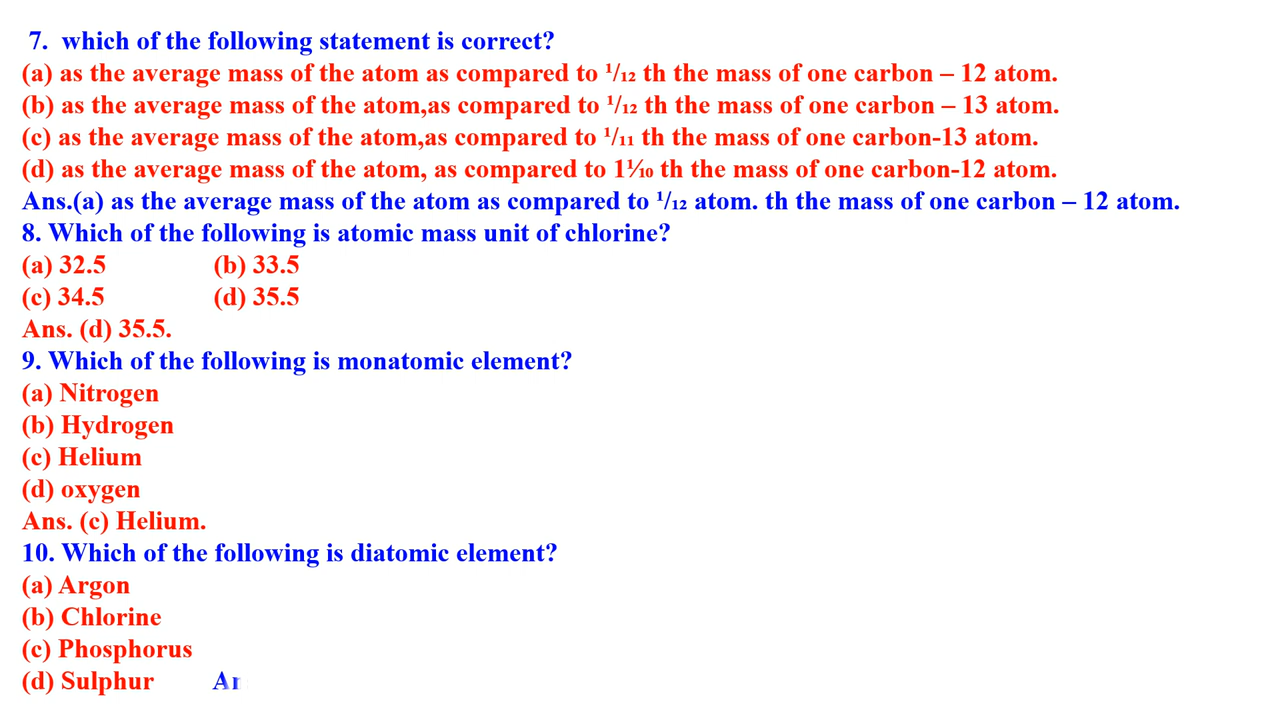 7. which of the following statement is correct?
(a) as the average mass of the atom as compared to ¹/₁₂ th the mass of one carbon – 12 atom.
(b) as the average mass of the atom,as compared to ¹/₁₂ th the mass of one carbon – 13 atom.
(c) as the average mass of the atom,as compared to ¹/₁₁ th the mass of one carbon-13 atom.
(d) as the average mass of the atom, as compared to 1⅒ th the mass of one carbon-12 atom.
Ans.(a) as the average mass of the atom as compared to ¹/₁₂ atom. th the mass of one carbon – 12 atom.
8. Which of the following is atomic mass unit of chlorine?
(a) 32.5 (b) 33.5
(c) 34.5 (d) 35.5
Ans. (d) 35.5.
9. Which of the following is monatomic element?
(a) Nitrogen
(b) Hydrogen
(c) Helium
(d) oxygen
Ans. (c) Helium.
10. Which of the following is diatomic element?
(a) Argon
(b) Chlorine
(c) Phosphorus
(d) Sulphur